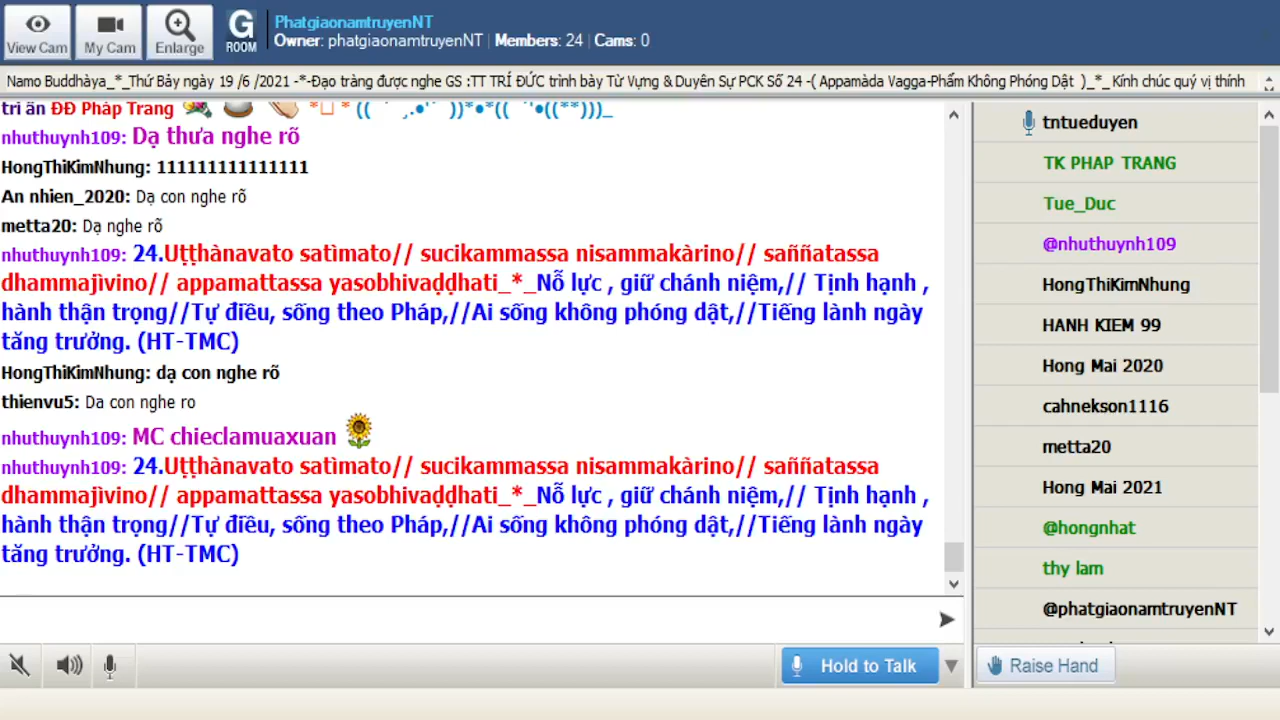 View Cam
My Cam
Enlarge
G
ROOM
PhatgiaonamtruyenNT
Owner: phatgiaonamtruyenNT | Members: 24 | Cams: 0
Namo Buddhàya_*_Thứ Bảy ngày 19 /6 /2021 -*-Đạo tràng được nghe GS :TT TRÍ ĐỨC trình bày Từ Vựng & Duyên Sự PCK Số 24 -( Appamàda Vagga-Phẩm Không Phóng Dật )_*_ Kính chúc quý vị thính
tri ân ĐĐ Pháp Trang
nhuthuynh109: Dạ thưa nghe rõ
HongThiKimNhung: 111111111111111
An nhien_2020: Dạ con nghe rõ
metta20: Dạ nghe rõ
nhuthuynh109: 24.Uṭṭhànavato satìmato// sucikammassa nisammakàrino// saññatassa
dhammajìvino// appamattassa yasobhivaḍḍhati_*_Nỗ lực , giữ chánh niệm,// Tịnh hạnh ,
hành thận trọng//Tự điều, sống theo Pháp,//Ai sống không phóng dật,//Tiếng lành ngày
tăng trưởng. (HT-TMC)
HongThiKimNhung: dạ con nghe rõ
thienvu5: Da con nghe ro
nhuthuynh109: MC chieclamuaxuan
nhuthuynh109: 24.Uṭṭhànavato satìmato// sucikammassa nisammakàrino// saññatassa
dhammajìvino// appamattassa yasobhivaḍḍhati_*_Nỗ lực , giữ chánh niệm,// Tịnh hạnh ,
hành thận trọng//Tự điều, sống theo Pháp,//Ai sống không phóng dật,//Tiếng lành ngày
tăng trưởng. (HT-TMC)
Hold to Talk
tntueduyen
TK PHAP TRANG
Tue_Duc
@nhuthuynh109
HongThiKimNhung
HANH KIEM 99
Hong Mai 2020
cahnekson1116
metta20
Hong Mai 2021
@hongnhat
thy lam
@phatgiaonamtruyenNT
Raise Hand